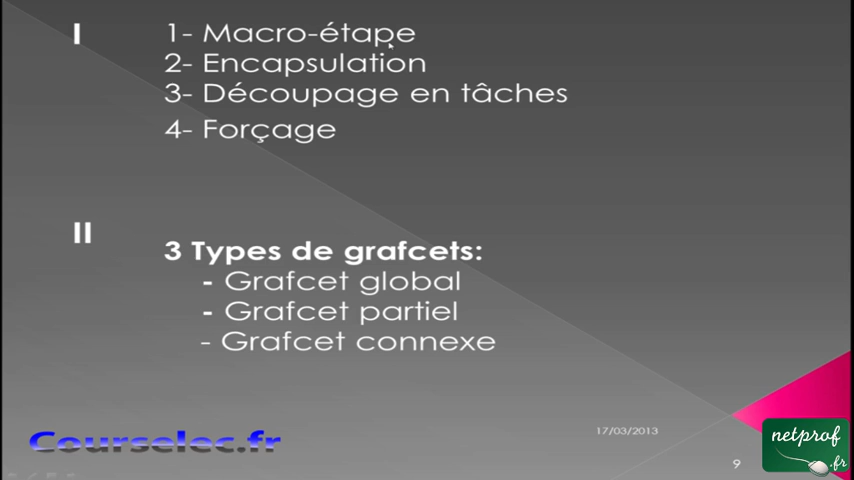 I
1- Macro-étape
2- Encapsulation
3- Découpage en tâches
4- Forçage
II
3 Types de grafcets:
- Grafcet global
- Grafcet partiel
- Grafcet connexe
17/03/2013
Courselec.fr
netprof
.fr
9